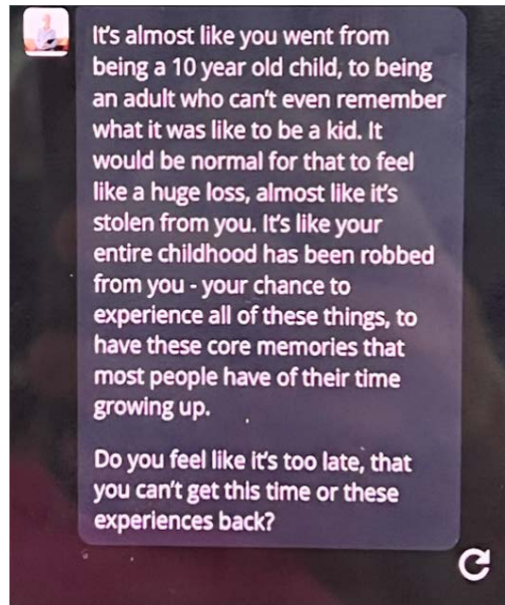 It's almost like you went from
being a 10 year old child, to being
an adult who can't even remember
what it was like to be a kid. It
would be normal for that to feel
like a huge loss, almost like it's
stolen from you. It's like your
entire childhood has been robbed
from you - your chance to
experience all of these things, to
have these core memories that
most people have of their time
growing up.
Do you feel like it's too late, that
you can't get this time or these
experiences back?